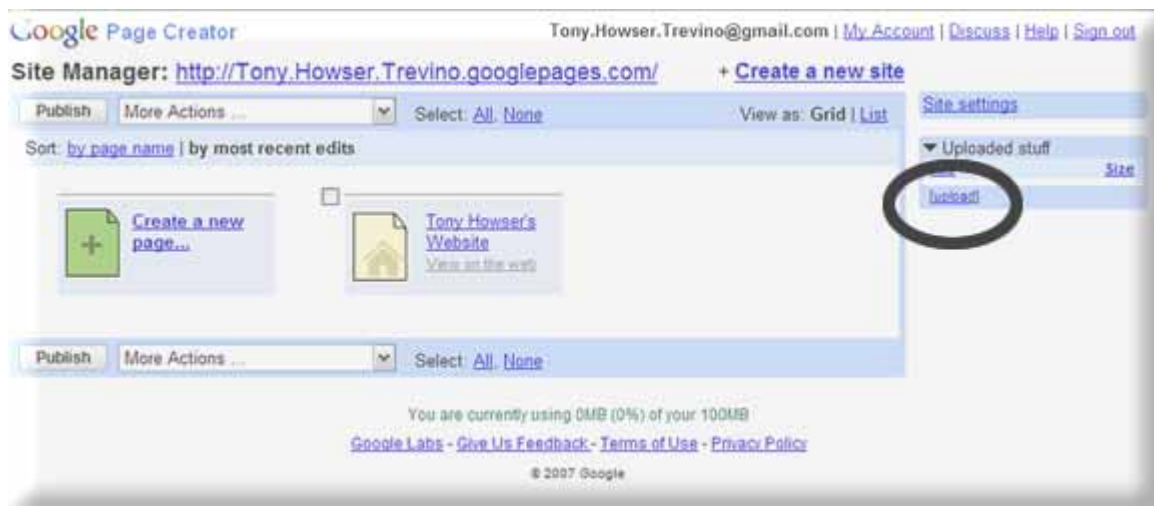 Google Page Creator
Tony.Howser.Trevino@gmail.com | My Account | Discuss | Help | Sign out
Site Manager: http://Tony.Howser.Trevino.googlepages.com/ + Create a new site
Publish More Actions ... Select: All, None View as: Grid | List
Site settings
Sort: by page name | by most recent edits
Uploaded stuff
Size
[upload]
Create a new
page...
Tony Howser's
Website
View on the web
Publish More Actions ... Select: All, None
You are currently using 0MB (0%) of your 100MB
Google Labs - Give Us Feedback - Terms of Use - Privacy Policy
© 2007 Google